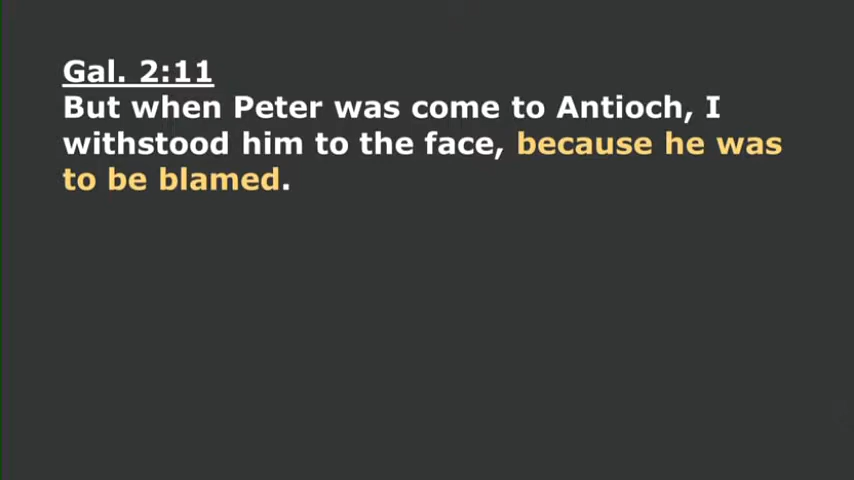 Gal. 2:11
But when Peter was come to Antioch, I
withstood him to the face, because he was
to be blamed.